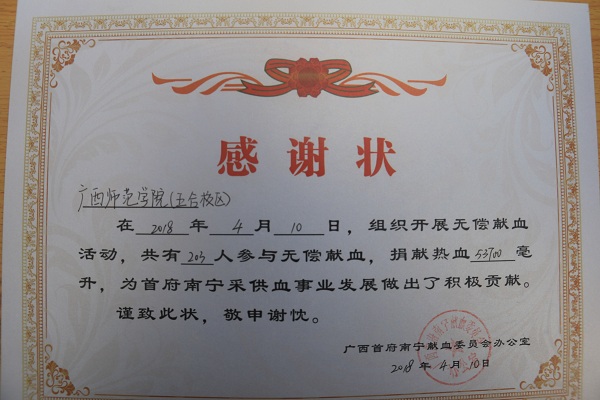 感谢状
广西师范学院(五合校区)
在 2018 年 4 月 10 日，组织开展无偿献血
活动，共有 203 人参与无偿献血，捐献热血 53700 毫
升，为首府南宁采供血事业发展做出了积极贡献。
谨致此状，敬申谢忱。
广西首府南宁献血委员会办公室
2018 年 4 月 10 日